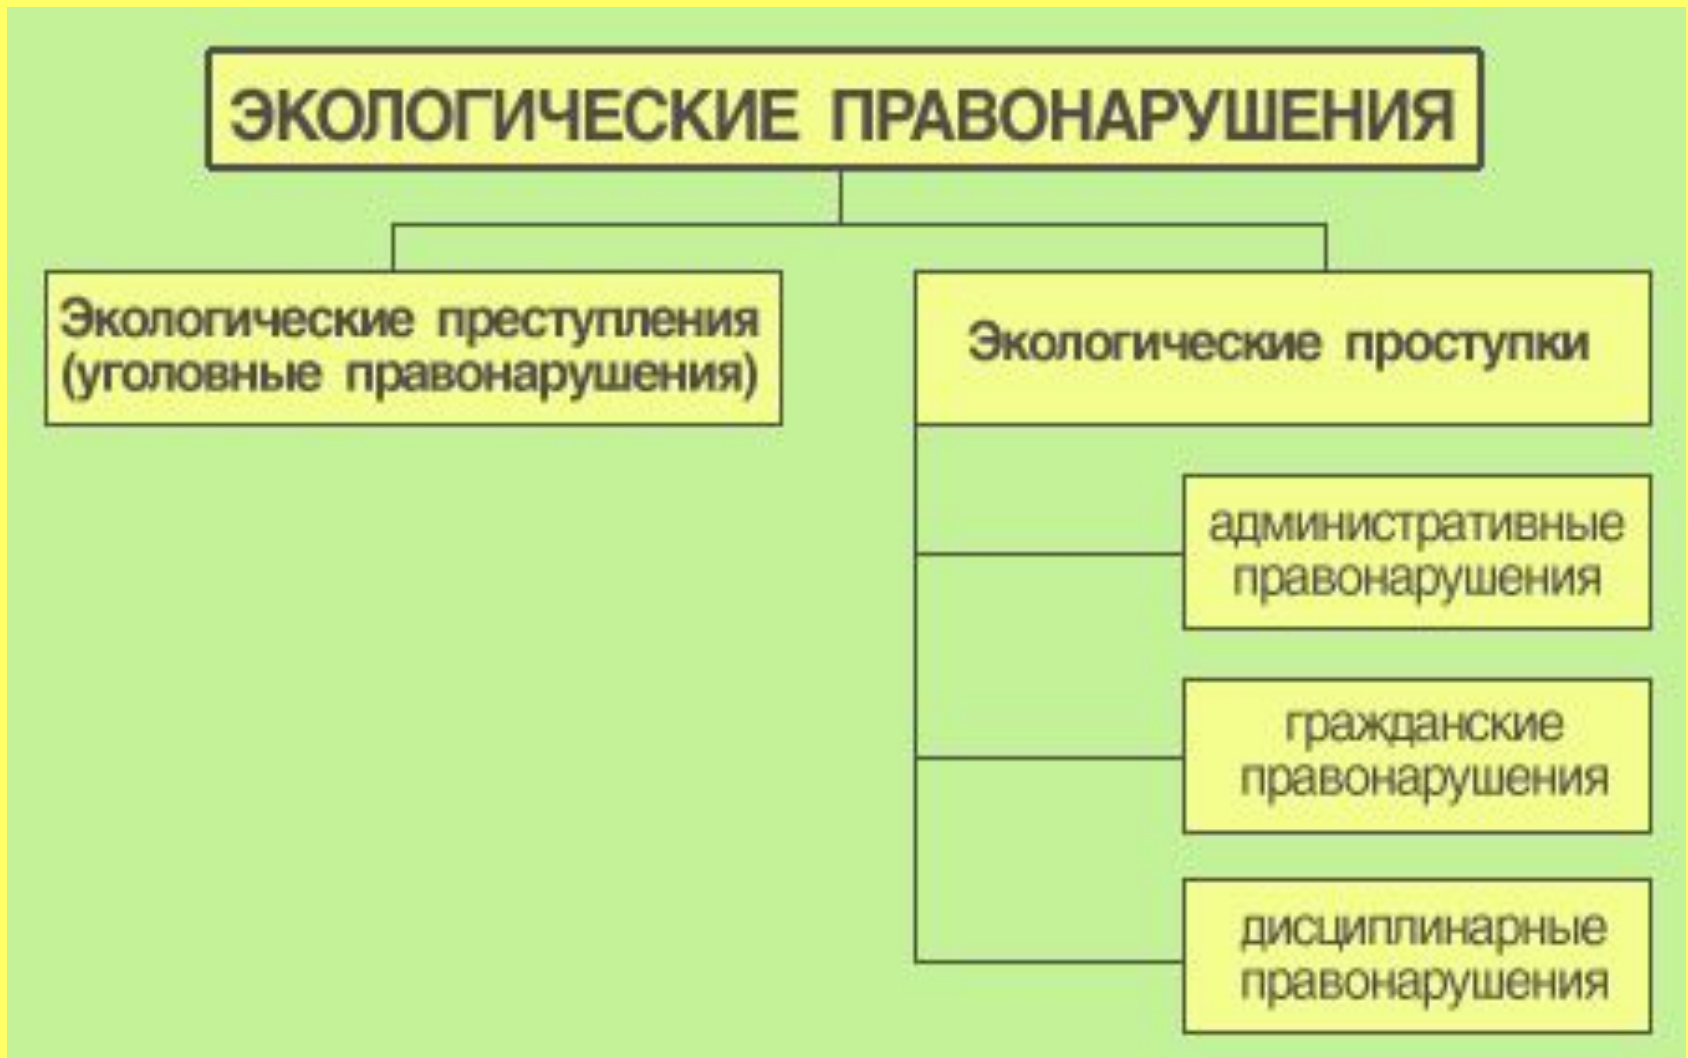 ЭКОЛОГИЧЕСКИЕ ПРАВОНАРУШЕНИЯ
Экологические преступления
(уголовные правонарушения)
Экологические проступки
административные
правонарушения
гражданские
правонарушения
дисциплинарные
правонарушения